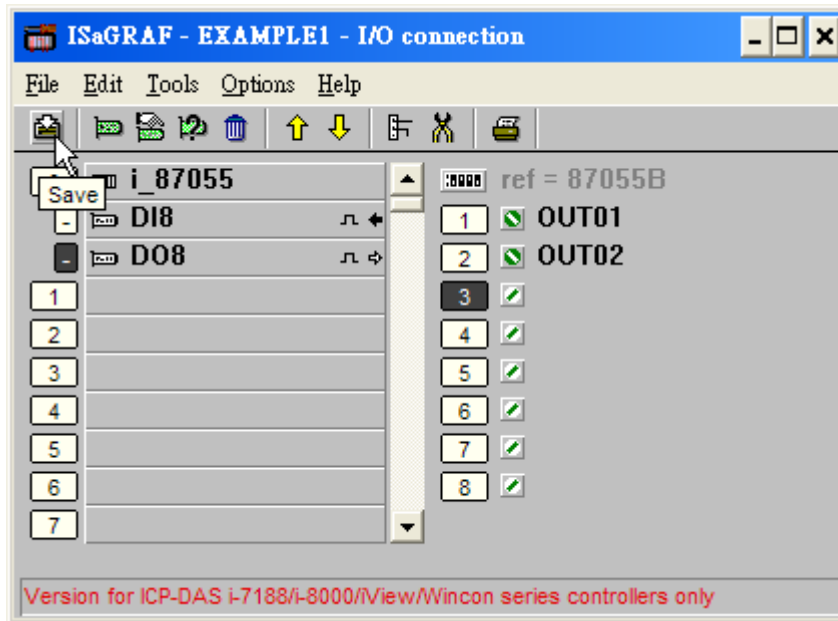 ISaGRAF - EXAMPLE1 - I/O connection
File Edit Tools Options Help
i_87055
Save
- DI8
- DO8
1
2
3
4
5
6
7
ref = 87055B
1 OUT01
2 OUT02
3
4
5
6
7
8
Version for ICP-DAS i-7188/i-8000/iView/Wincon series controllers only